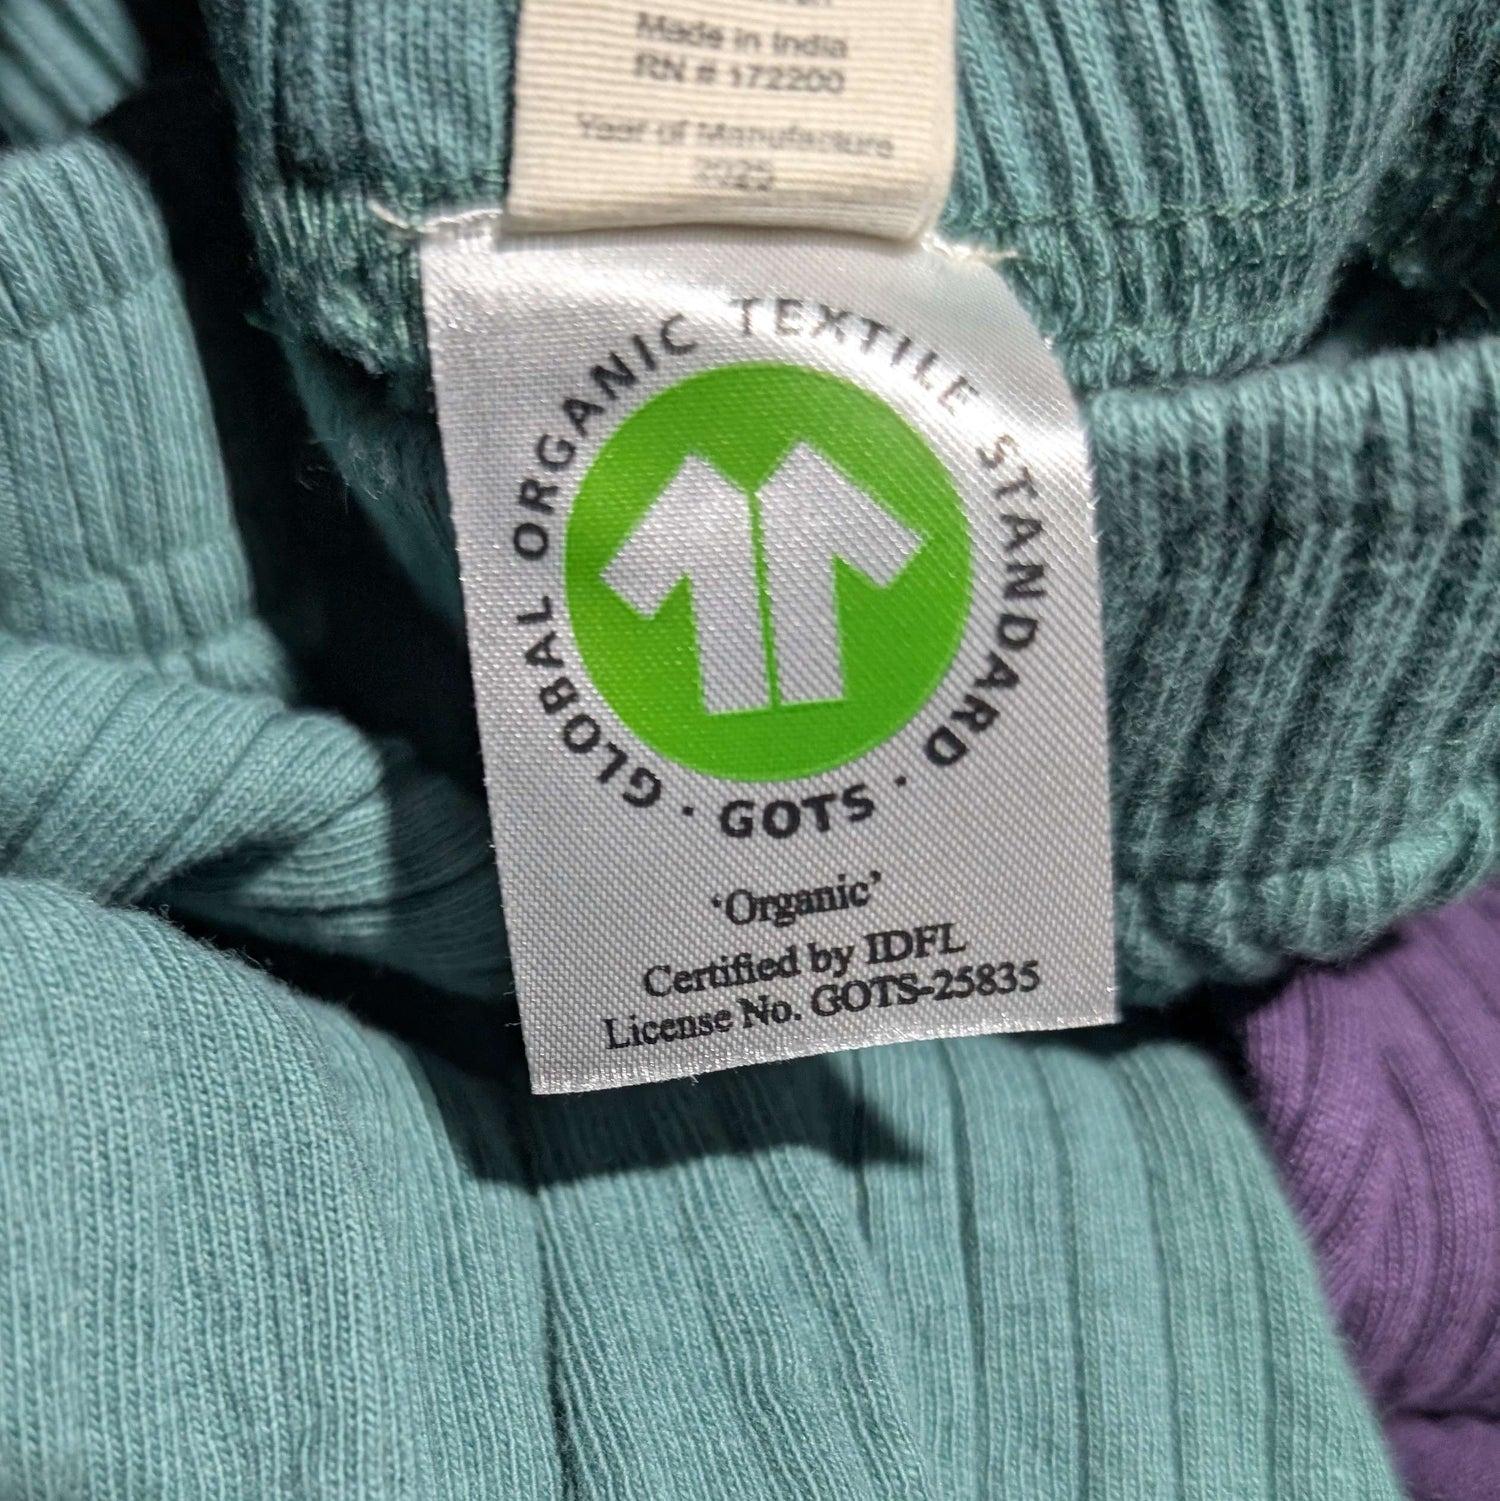 Made in India
RN # 172200
Year of Manufacture
2025
GLOBAL ORGANIC TEXTILE STANDARD
· GOTS ·
‘Organic’
Certified by IDFL
License No. GOTS-25835